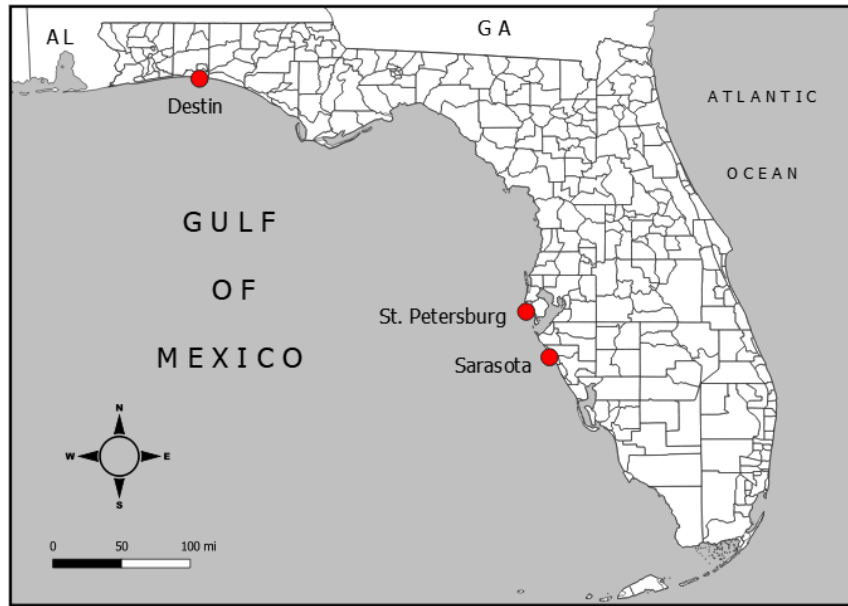 AL
GA
ATLANTIC
OCEAN
Destin
GULF
OF
MEXICO
St. Petersburg
Sarasota
N
W E
S
0 50 100 mi